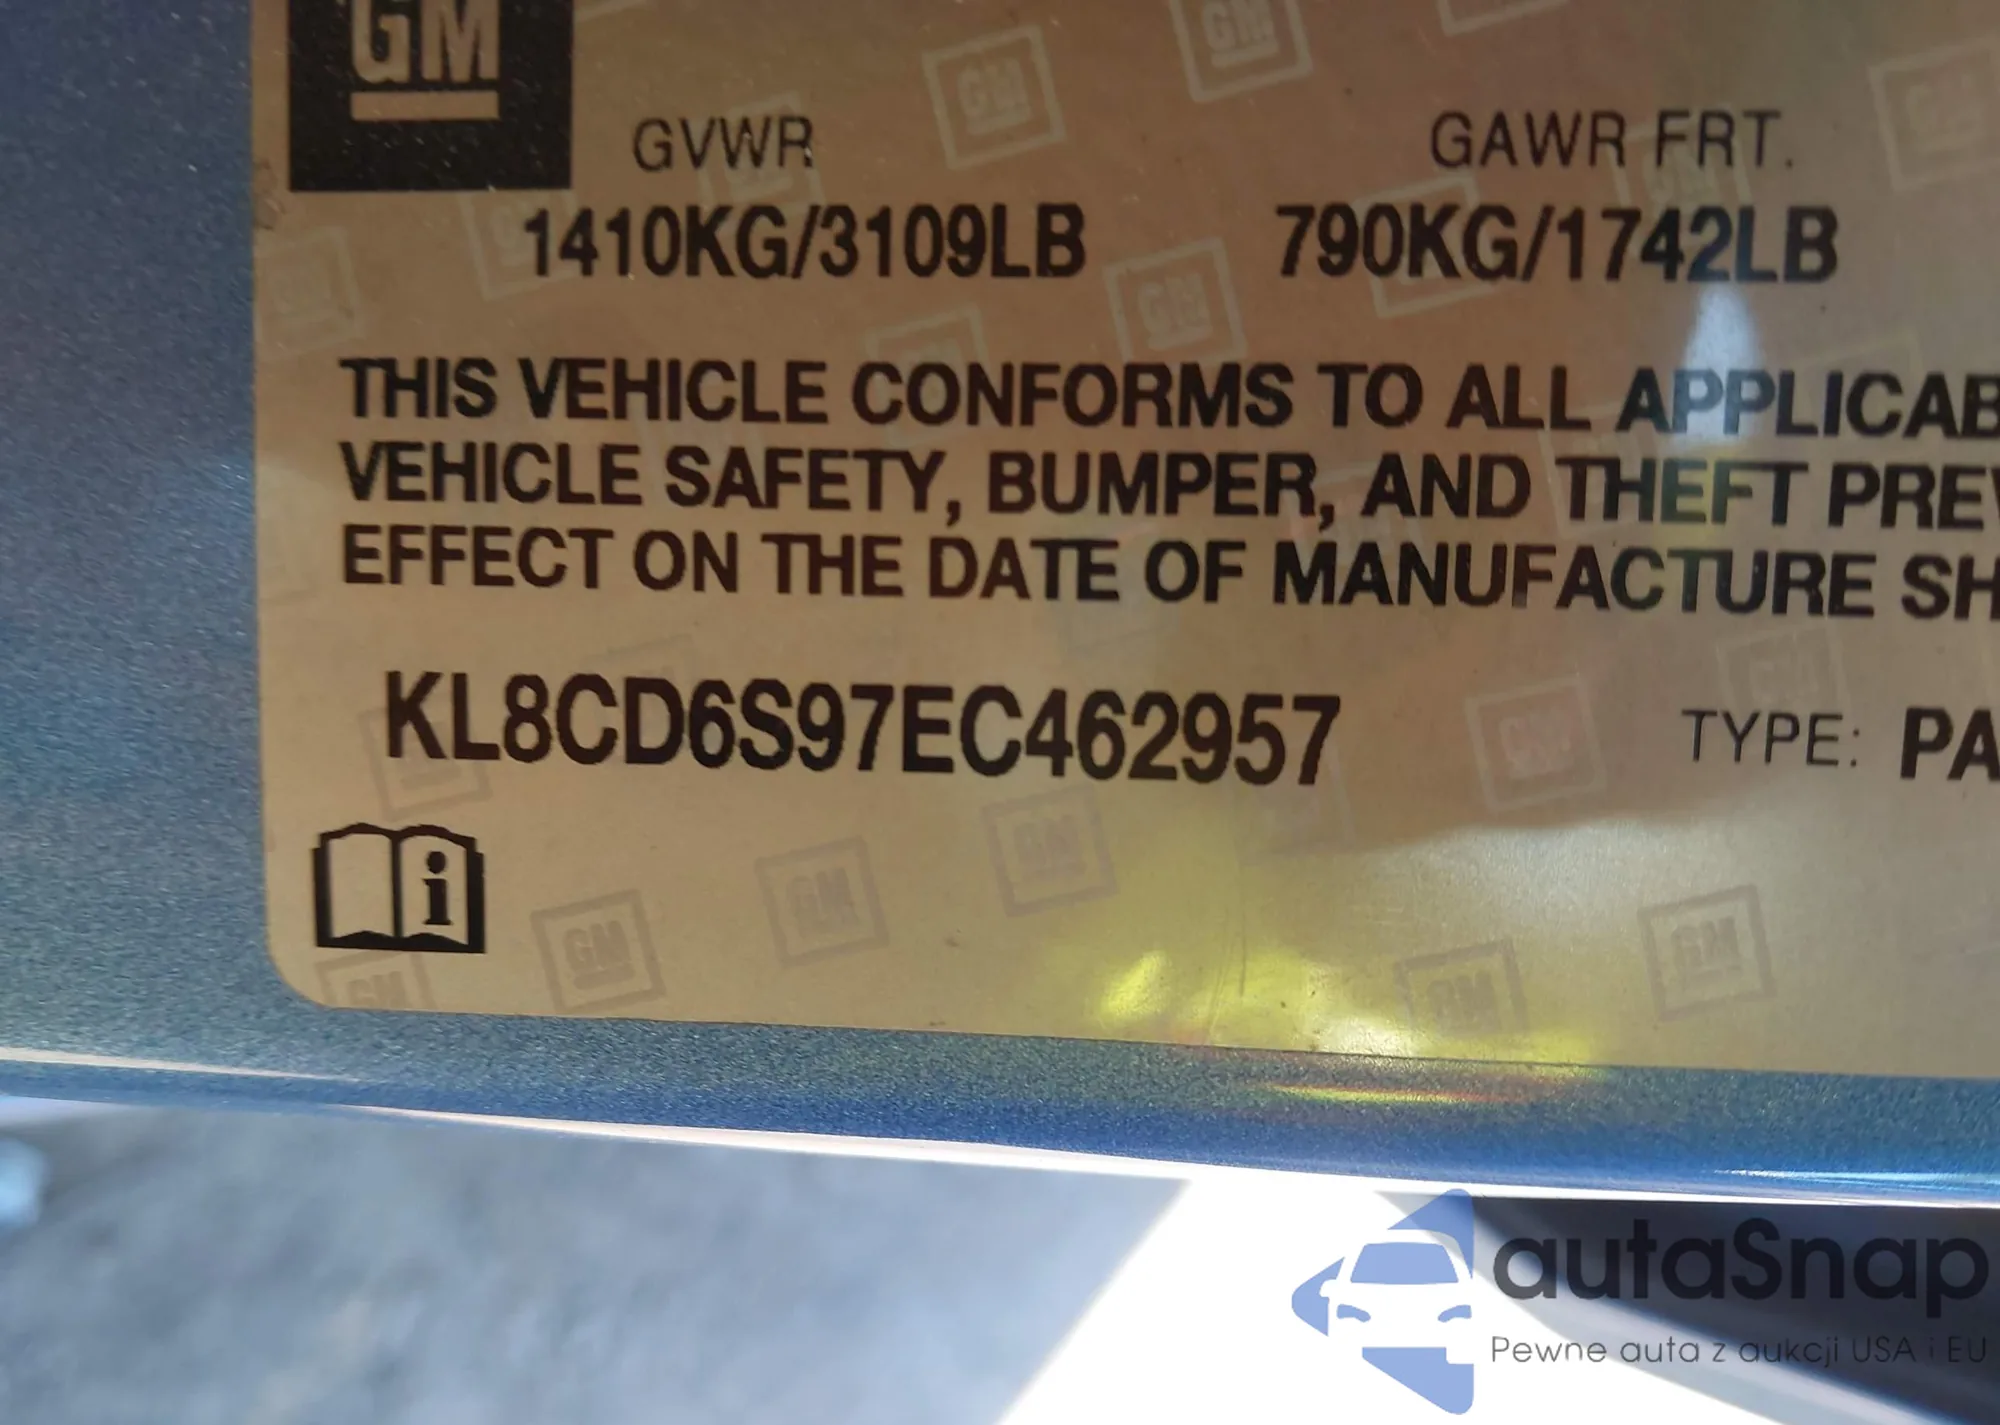 GM
GVWR
GAWR FRT.
1410KG/3109LB
790KG/1742LB
THIS VEHICLE CONFORMS TO ALL APPLICAB
VEHICLE SAFETY, BUMPER, AND THEFT PREV
EFFECT ON THE DATE OF MANUFACTURE SH
KL8CD6S97EC462957
TYPE: PA
i
autaSnap
Pewne auta z aukcji USA i EU